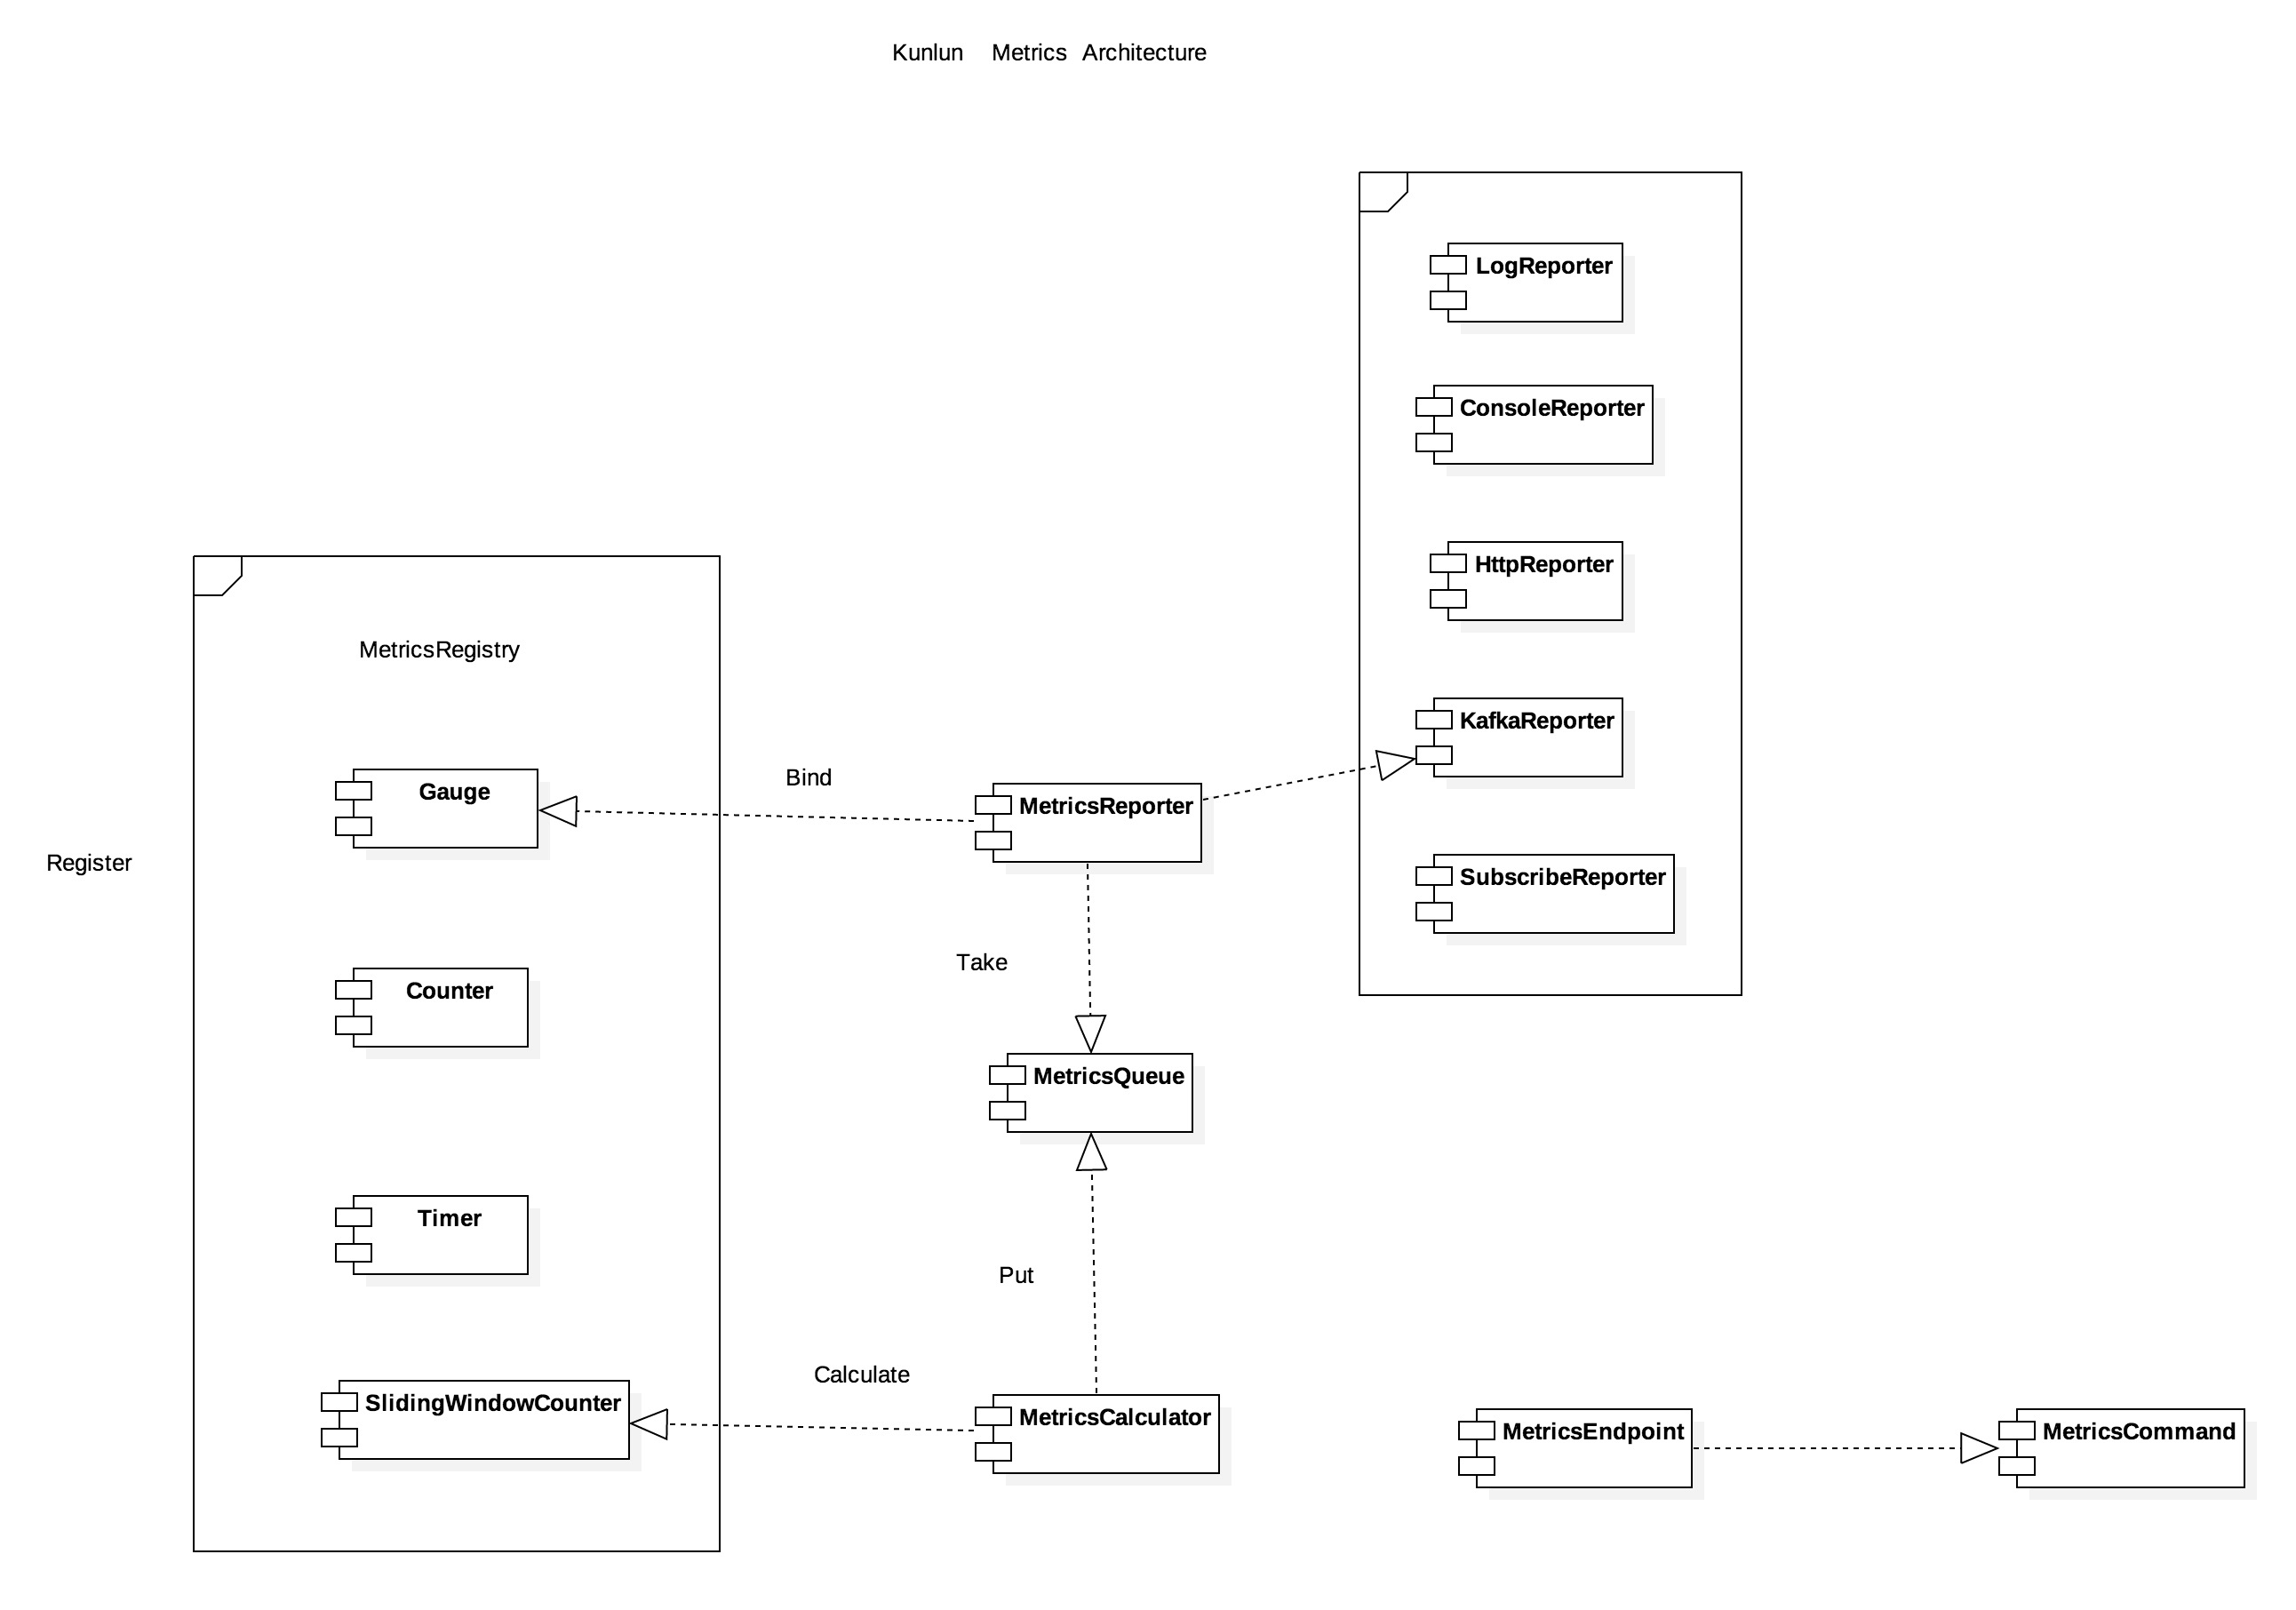 Kunlun Metrics Architecture
LogReporter
ConsoleReporter
HttpReporter
MetricsRegistry
KafkaReporter
Bind
Gauge
MetricsReporter
Register
SubscribeReporter
Take
Counter
MetricsQueue
Timer
Put
Calculate
SlidingWindowCounter
MetricsCalculator
MetricsEndpoint
MetricsCommand